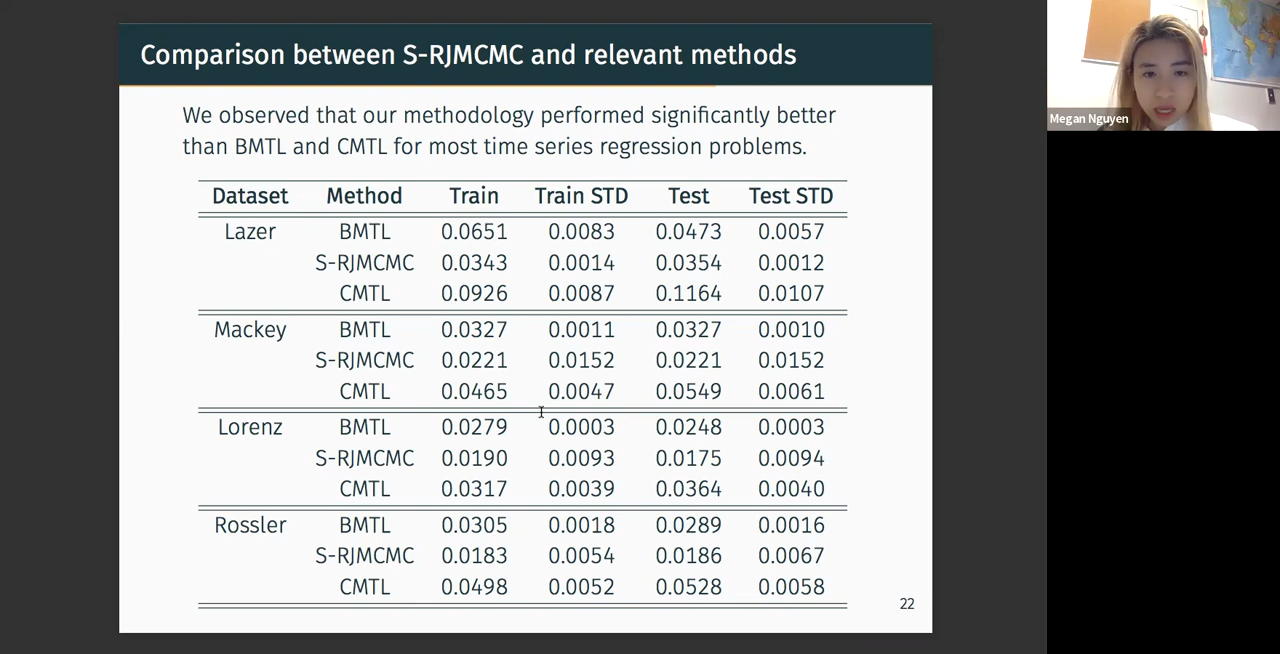 Comparison between S-RJMCMC and relevant methods
We observed that our methodology performed significantly better
than BMTL and CMTL for most time series regression problems.
Dataset Method Train Train STD Test Test STD
Lazer BMTL 0.0651 0.0083 0.0473 0.0057
S-RJMCMC 0.0343 0.0014 0.0354 0.0012
CMTL 0.0926 0.0087 0.1164 0.0107
Mackey BMTL 0.0327 0.0011 0.0327 0.0010
S-RJMCMC 0.0221 0.0152 0.0221 0.0152
CMTL 0.0465 0.0047 0.0549 0.0061
Lorenz BMTL 0.0279 0.0003 0.0248 0.0003
S-RJMCMC 0.0190 0.0093 0.0175 0.0094
CMTL 0.0317 0.0039 0.0364 0.0040
Rossler BMTL 0.0305 0.0018 0.0289 0.0016
S-RJMCMC 0.0183 0.0054 0.0186 0.0067
CMTL 0.0498 0.0052 0.0528 0.0058
22
Megan Nguyen